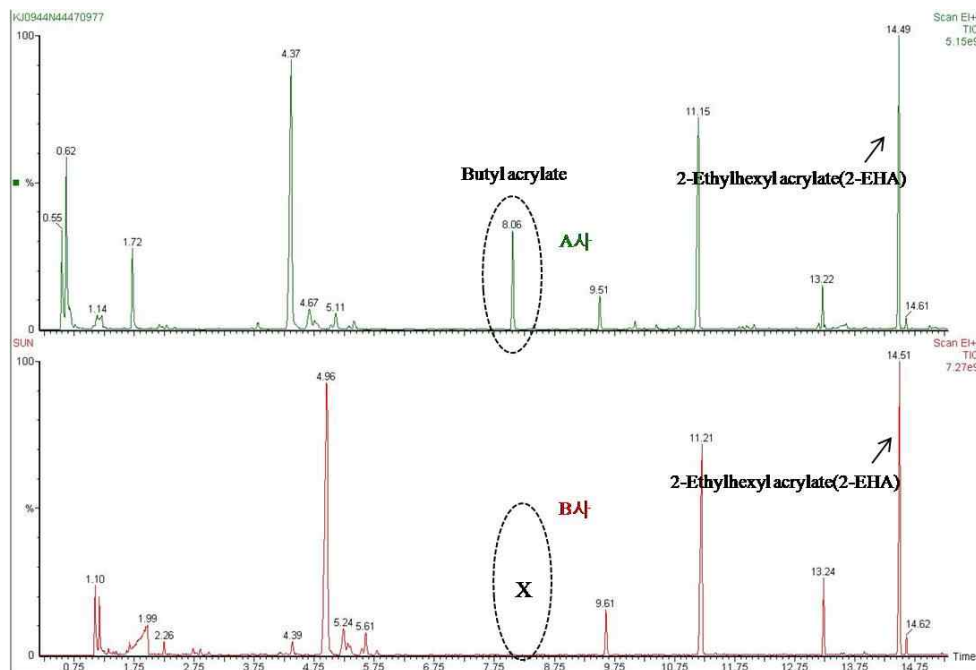 KJ0944N44470977
Scan EI+
TIC
5.15e9
100
%
0.55
0.62
1.14
1.72
4.37
4.67
5.11
Butyl acrylate
8.06
A사
9.51
11.15
2-Ethylhexyl acrylate(2-EHA)
13.22
14.49
14.61
SUN
Scan EI+
TIC
7.27e9
100
%
1.10
1.99
2.26
4.39
4.96
5.24
5.61
B사
X
9.61
11.21
2-Ethylhexyl acrylate(2-EHA)
13.24
14.51
14.62
Time
0.75 1.75 2.75 3.75 4.75 5.75 6.75 7.75 8.75 9.75 10.75 11.75 12.75 13.75 14.75